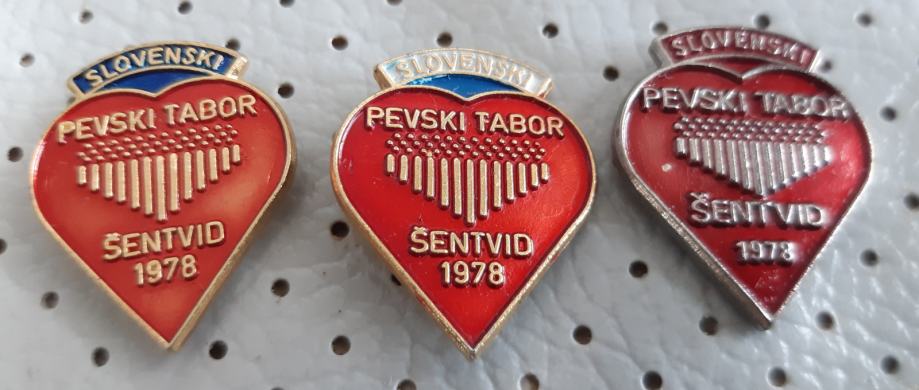 SLOVENSKI
PEVSKI TABOR
ŠENTVID
1978
SLOVENSKI
PEVSKI TABOR
ŠENTVID
1978
SLOVENSKI
PEVSKI TABOR
ŠENTVID
1978